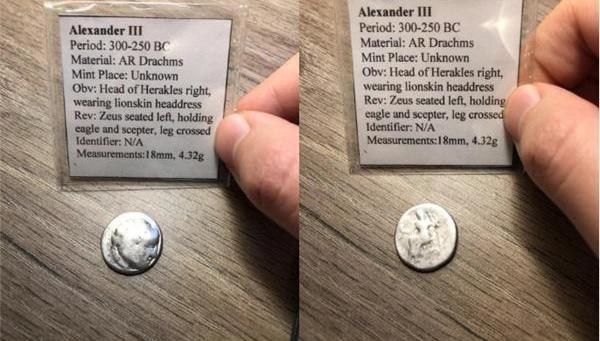 Alexander III
Period: 300-250 BC
Material: AR Drachms
Mint Place: Unknown
Obv: Head of Herakles right,
wearing lionskin headdress
Rev: Zeus seated left, holding
eagle and scepter, leg crossed
Identifier: N/A
Measurements:18mm, 4.32g
Alexander III
Period: 300-250 BC
Material: AR Drachms
Mint Place: Unknown
Obv: Head of Herakles right,
wearing lionskin headdress
Rev: Zeus seated left, holding
eagle and scepter, leg crossed
Identifier: N/A
Measurements:18mm, 4.32g